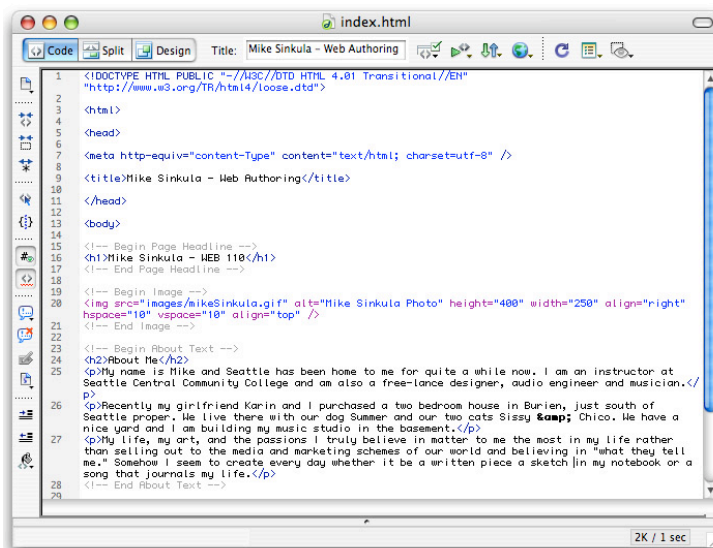 index.html
Code Split Design Title: Mike Sinkula – Web Authoring
1 <!DOCTYPE HTML PUBLIC "-//W3C//DTD HTML 4.01 Transitional//EN"
"http://www.w3.org/TR/html4/loose.dtd">
2
3 <html>
4
5 <head>
6
7 <meta http-equiv="content-Type" content="text/html; charset=utf-8" />
8
9 <title>Mike Sinkula - Web Authoring</title>
10
11 </head>
12
13 <body>
14
15 <!-- Begin Page Headline -->
16 <h1>Mike Sinkula - WEB 110</h1>
17 <!-- End Page Headline -->
18
19 <!-- Begin Image -->
20 <img src="images/mikeSinkula.gif" alt="Mike Sinkula Photo" height="400" width="250" align="right"
hspace="10" vspace="10" align="top" />
21 <!-- End Image -->
22
23 <!-- Begin About Text -->
24 <h2>About Me</h2>
25 <p>My name is Mike and Seattle has been home to me for quite a while now. I am an instructor at
Seattle Central Community College and am also a free-lance designer, audio engineer and musician.</
p>
26 <p>Recently my girlfriend Karin and I purchased a two bedroom house in Burien, just south of
Seattle proper. We live there with our dog Summer and our two cats Sissy &amp; Chico. We have a
nice yard and I am building my music studio in the basement.</p>
27 <p>My life, my art, and the passions I truly believe in matter to me the most in my life rather
than selling out to the media and marketing schemes of our world and believing in "what they tell
me." Somehow I seem to create every day whether it be a written piece a sketch in my notebook or a
song that journals my life.</p>
28 <!-- End About Text -->
29
2K / 1 sec